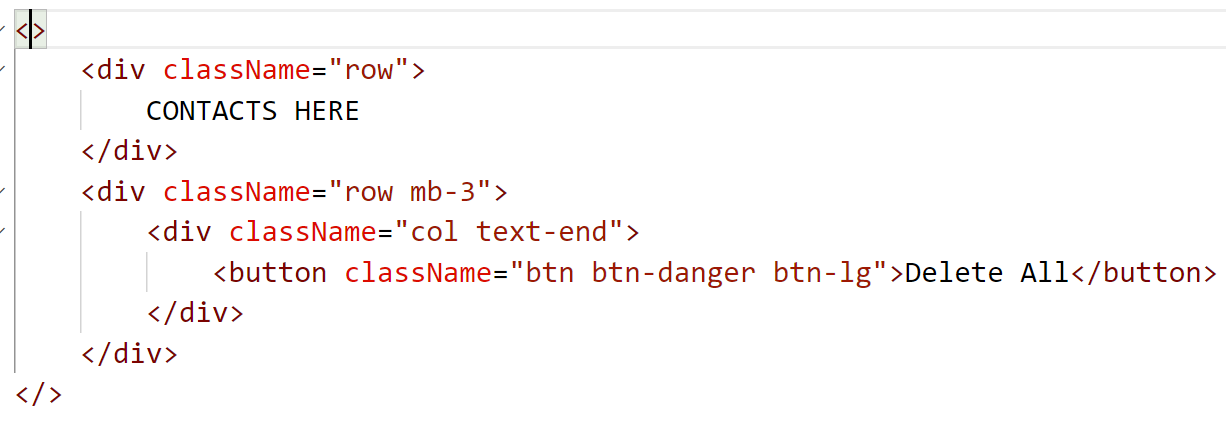 <>
    <div className="row">
        CONTACTS HERE
    </div>
    <div className="row mb-3">
        <div className="col text-end">
            <button className="btn btn-danger btn-lg">Delete All</button>
        </div>
    </div>
</>